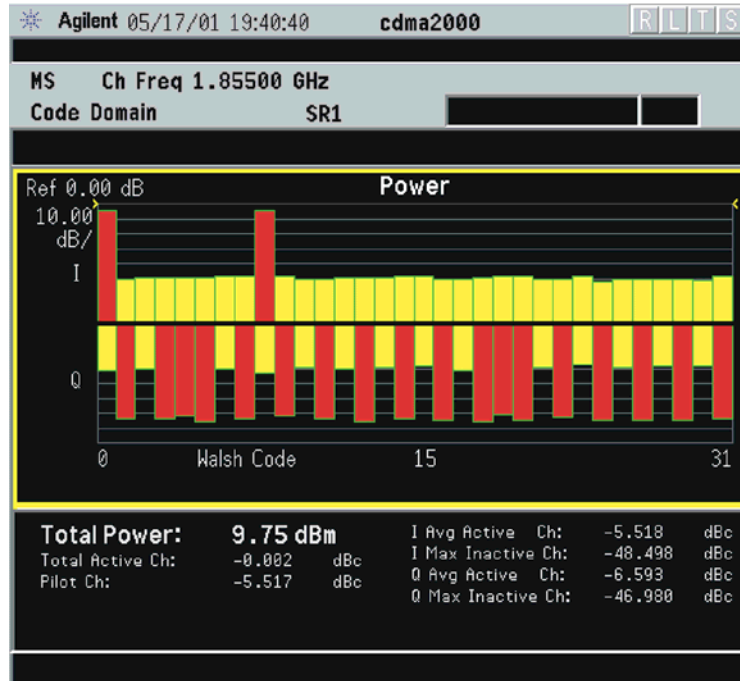 Agilent 05/17/01 19:40:40 cdma2000 R L T S
MS Ch Freq 1.85500 GHz
Code Domain SR1
Ref 0.00 dB Power
10.00
dB/
I
Q
0 Walsh Code 15 31
Total Power: 9.75 dBm
Total Active Ch: -0.002 dBc
Pilot Ch: -5.517 dBc
I Avg Active Ch: -5.518 dBc
I Max Inactive Ch: -48.498 dBc
Q Avg Active Ch: -6.593 dBc
Q Max Inactive Ch: -46.980 dBc